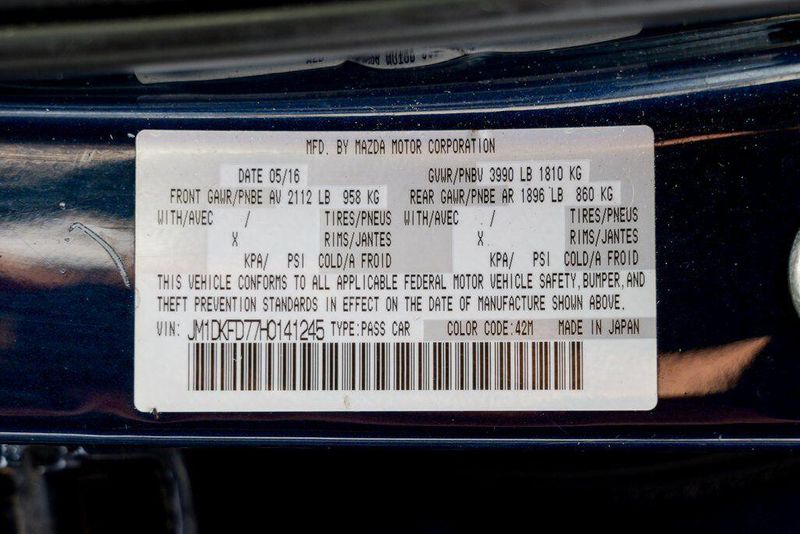 MFD. BY MAZDA MOTOR CORPORATION
DATE 05/16 GVWR/PNBV 3990 LB 1810 KG
FRONT GAWR/PNBE AV 2112 LB 958 KG REAR GAWR/PNBE AR 1896 LB 860 KG
WITH/AVEC / TIRES/PNEUS WITH/AVEC / TIRES/PNEUS
X RIMS/JANTES X RIMS/JANTES
KPA/ PSI COLD/A FROID KPA/ PSI COLD/A FROID
THIS VEHICLE CONFORMS TO ALL APPLICABLE FEDERAL MOTOR VEHICLE SAFETY, BUMPER, AND
THEFT PREVENTION STANDARDS IN EFFECT ON THE DATE OF MANUFACTURE SHOWN ABOVE.
VIN: JM1DKFD77H0141245 TYPE:PASS CAR COLOR CODE:42M MADE IN JAPAN